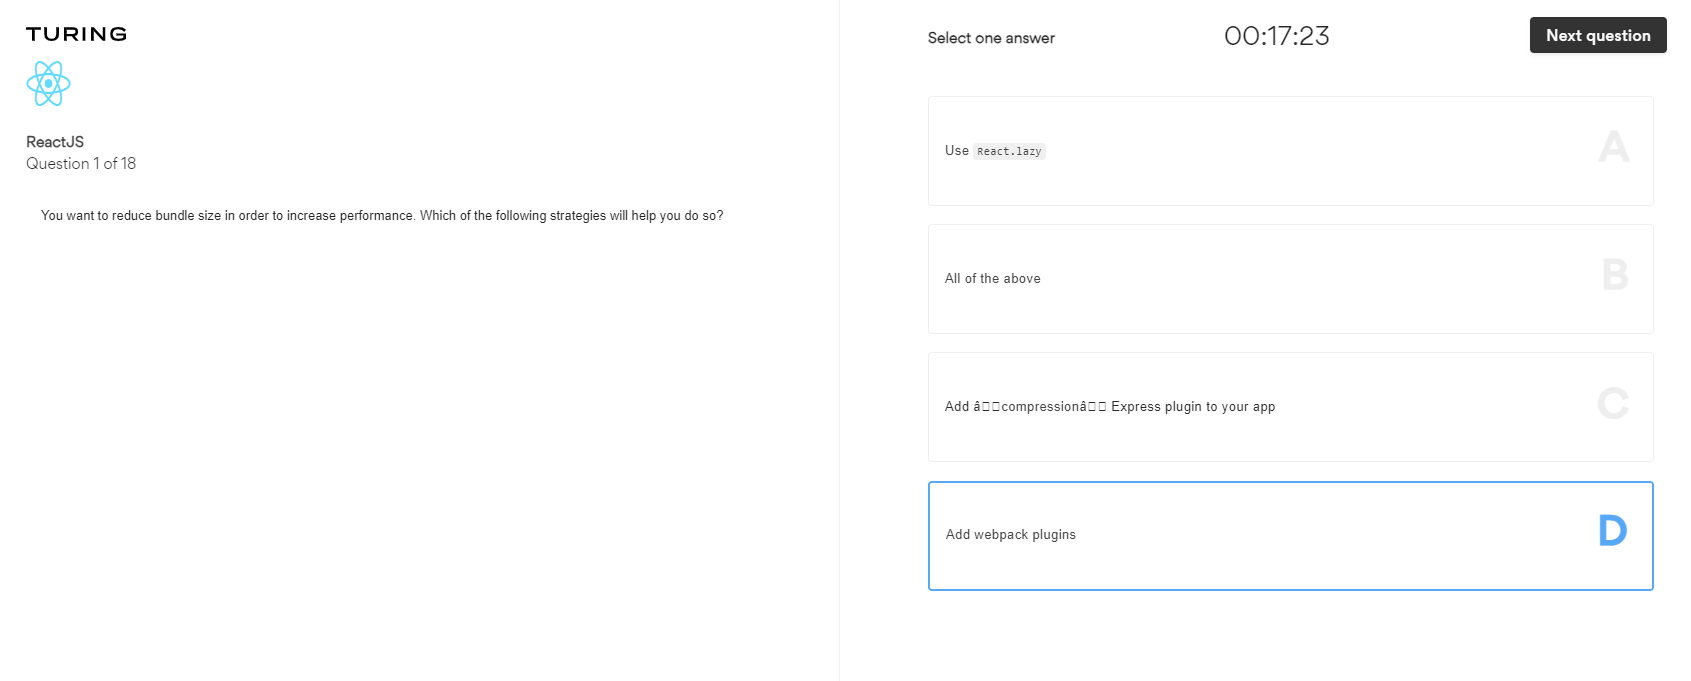 TURING
ReactJS
Question 1 of 18
You want to reduce bundle size in order to increase performance. Which of the following strategies will help you do so?
Select one answer
00:17:23
Next question
Use React.lazy
A
All of the above
B
Add â□□compressionâ□□ Express plugin to your app
C
Add webpack plugins
D